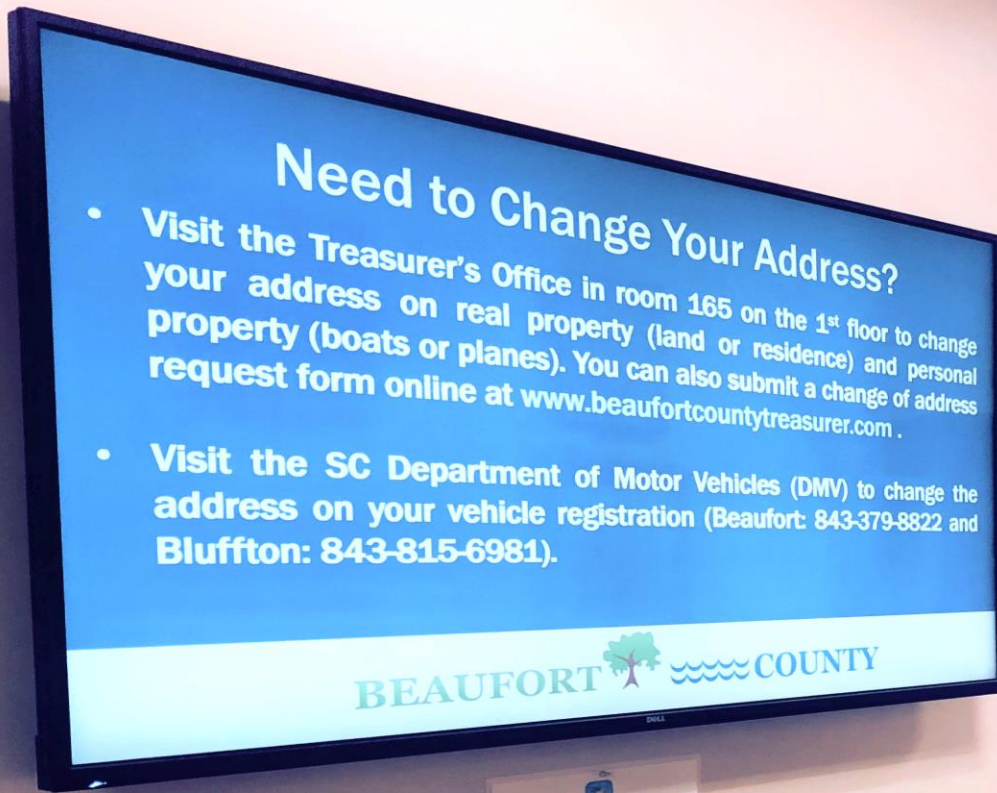 Need to Change Your Address?
• Visit the Treasurer's Office in room 165 on the 1st floor to change
your address on real property (land or residence) and personal
property (boats or planes). You can also submit a change of address
request form online at www.beaufortcountytreasurer.com .
• Visit the SC Department of Motor Vehicles (DMV) to change the
address on your vehicle registration (Beaufort: 843-379-8822 and
Bluffton: 843-815-6981).
BEAUFORT COUNTY
DELL